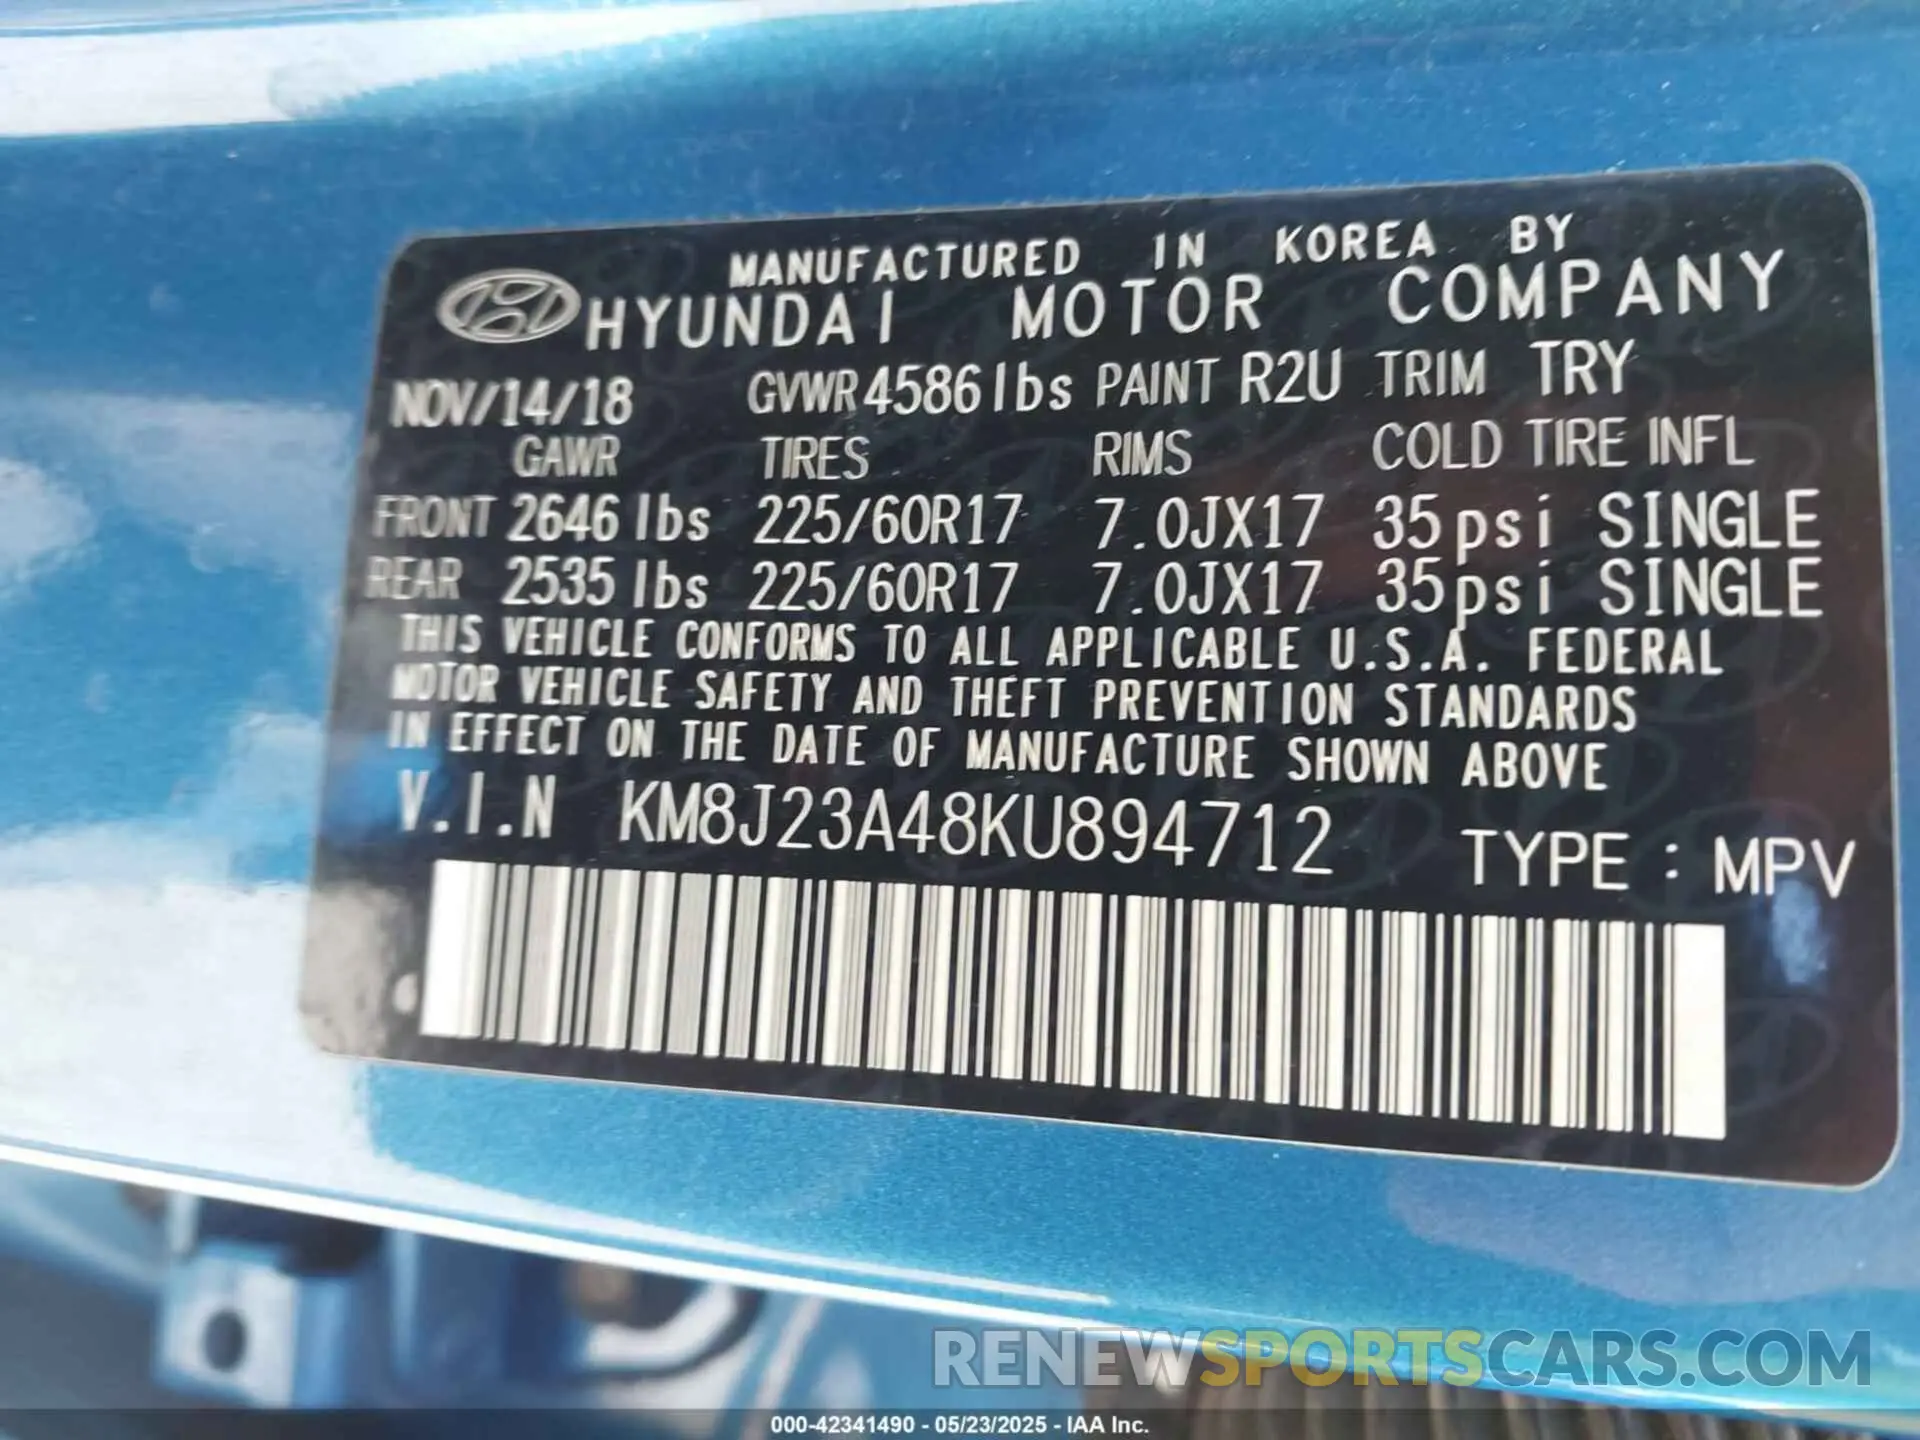 MANUFACTURED IN KOREA BY
HYUNDAI MOTOR COMPANY
NOV/14/18 GVWR 4586 lbs PAINT R2U TRIM TRY
GAWR TIRES RIMS COLD TIRE INFL
FRONT 2646 lbs 225/60R17 7.0JX17 35psi SINGLE
REAR 2535 lbs 225/60R17 7.0JX17 35psi SINGLE
THIS VEHICLE CONFORMS TO ALL APPLICABLE U.S.A. FEDERAL
MOTOR VEHICLE SAFETY AND THEFT PREVENTION STANDARDS
IN EFFECT ON THE DATE OF MANUFACTURE SHOWN ABOVE
V.I.N KM8J23A48KU894712 TYPE : MPV
RENEWSPORTSCARS.COM
000-42341490 - 05/23/2025 - IAA Inc.